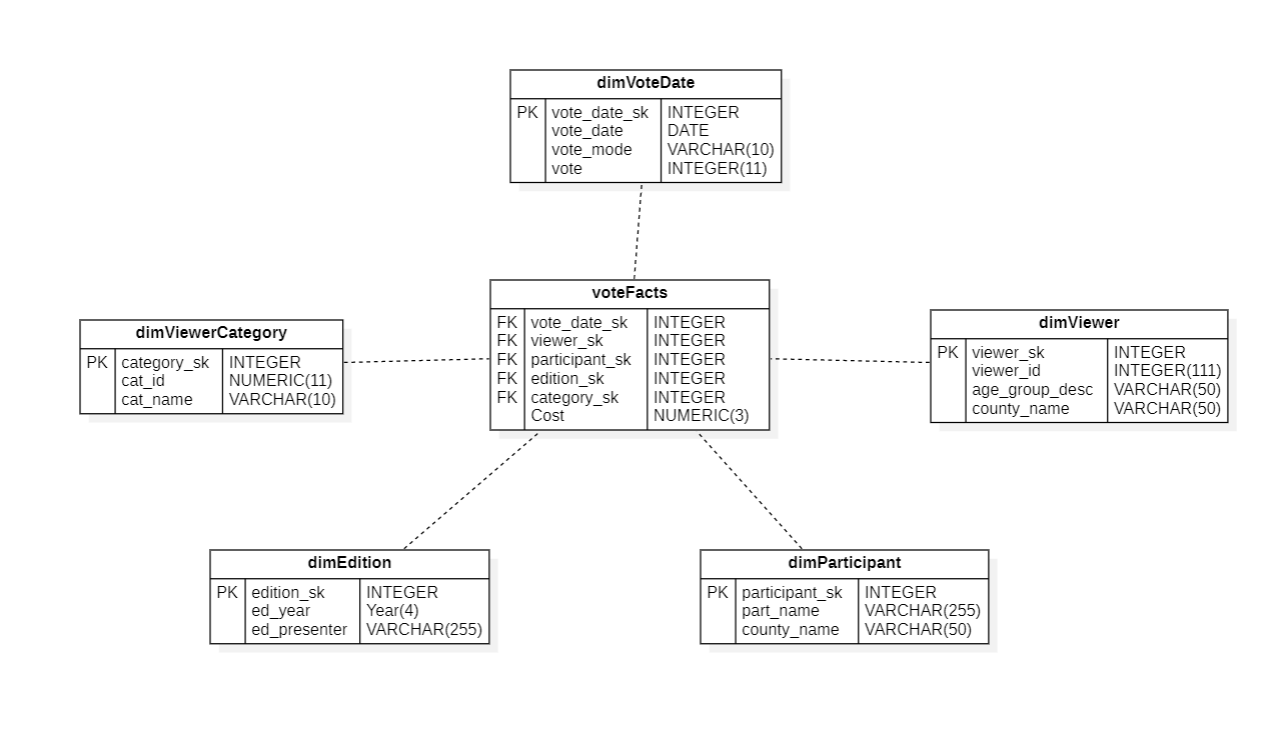 dimVoteDate
PK vote_date_sk INTEGER
vote_date DATE
vote_mode VARCHAR(10)
vote INTEGER(11)
voteFacts
FK vote_date_sk INTEGER
FK viewer_sk INTEGER
FK participant_sk INTEGER
FK edition_sk INTEGER
FK category_sk INTEGER
Cost NUMERIC(3)
dimViewerCategory
PK category_sk INTEGER
cat_id NUMERIC(11)
cat_name VARCHAR(10)
dimViewer
PK viewer_sk INTEGER
viewer_id INTEGER(111)
age_group_desc VARCHAR(50)
county_name VARCHAR(50)
dimEdition
PK edition_sk INTEGER
ed_year Year(4)
ed_presenter VARCHAR(255)
dimParticipant
PK participant_sk INTEGER
part_name VARCHAR(255)
county_name VARCHAR(50)